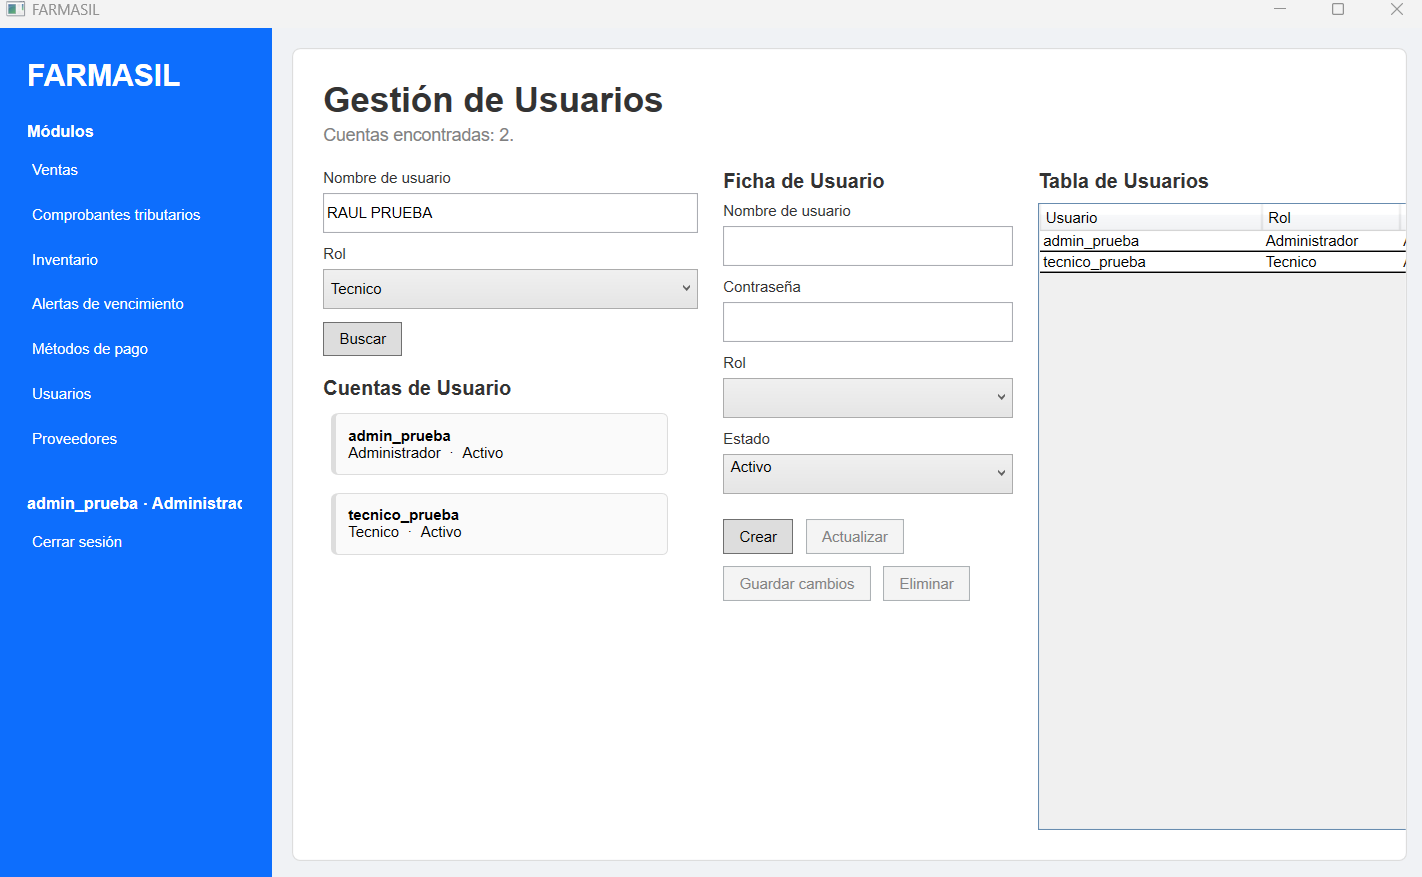 FARMASIL
FARMASIL
Módulos
Ventas
Comprobantes tributarios
Inventario
Alertas de vencimiento
Métodos de pago
Usuarios
Proveedores
admin_prueba · Administrac
Cerrar sesión
Gestión de Usuarios
Cuentas encontradas: 2.
Nombre de usuario
RAUL PRUEBA
Rol
Tecnico
Buscar
Cuentas de Usuario
admin_prueba
Administrador · Activo
tecnico_prueba
Tecnico · Activo
Ficha de Usuario
Nombre de usuario
Contraseña
Rol
Estado
Activo
Crear Actualizar
Guardar cambios Eliminar
Tabla de Usuarios
Usuario Rol
admin_prueba Administrador
tecnico_prueba Tecnico